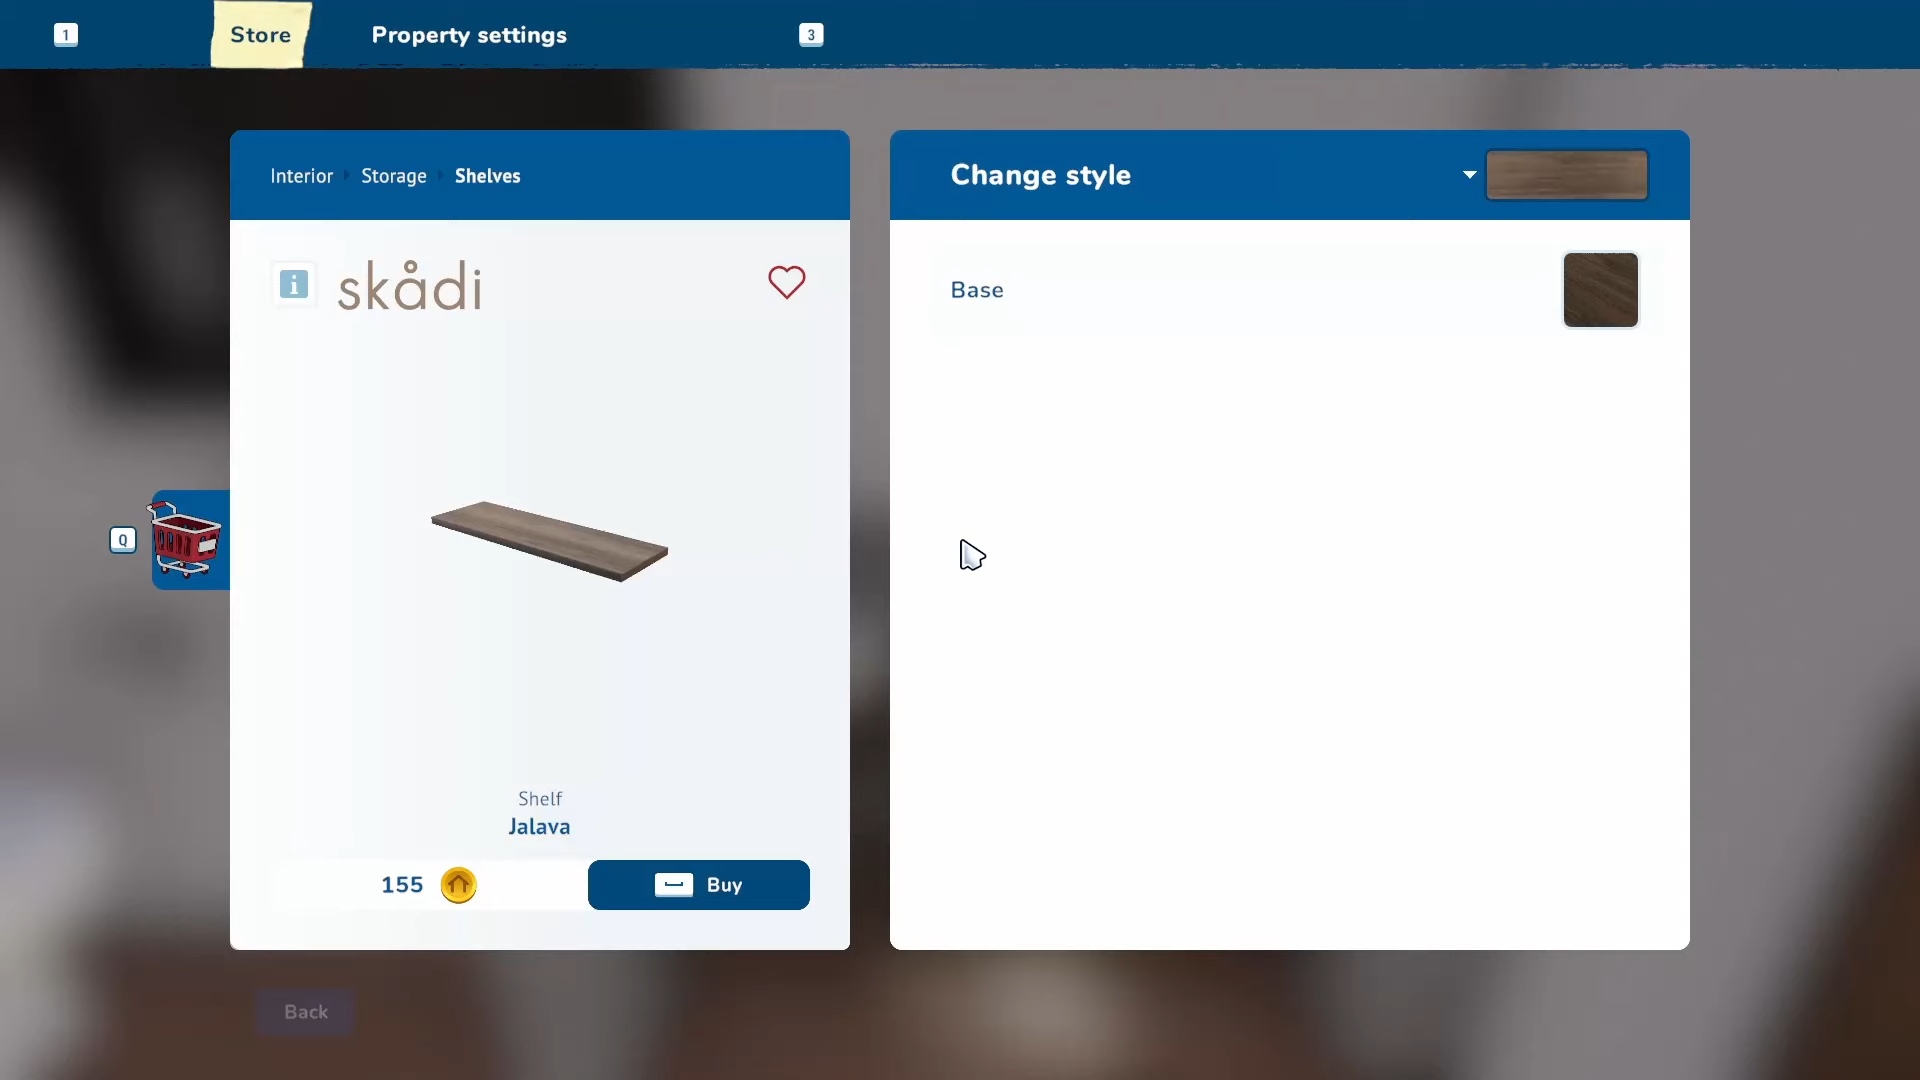 1
Store
Property settings
3
Interior Storage Shelves
Change style
i
skådi
Base
Q
Shelf
Jalava
155
Buy
Back